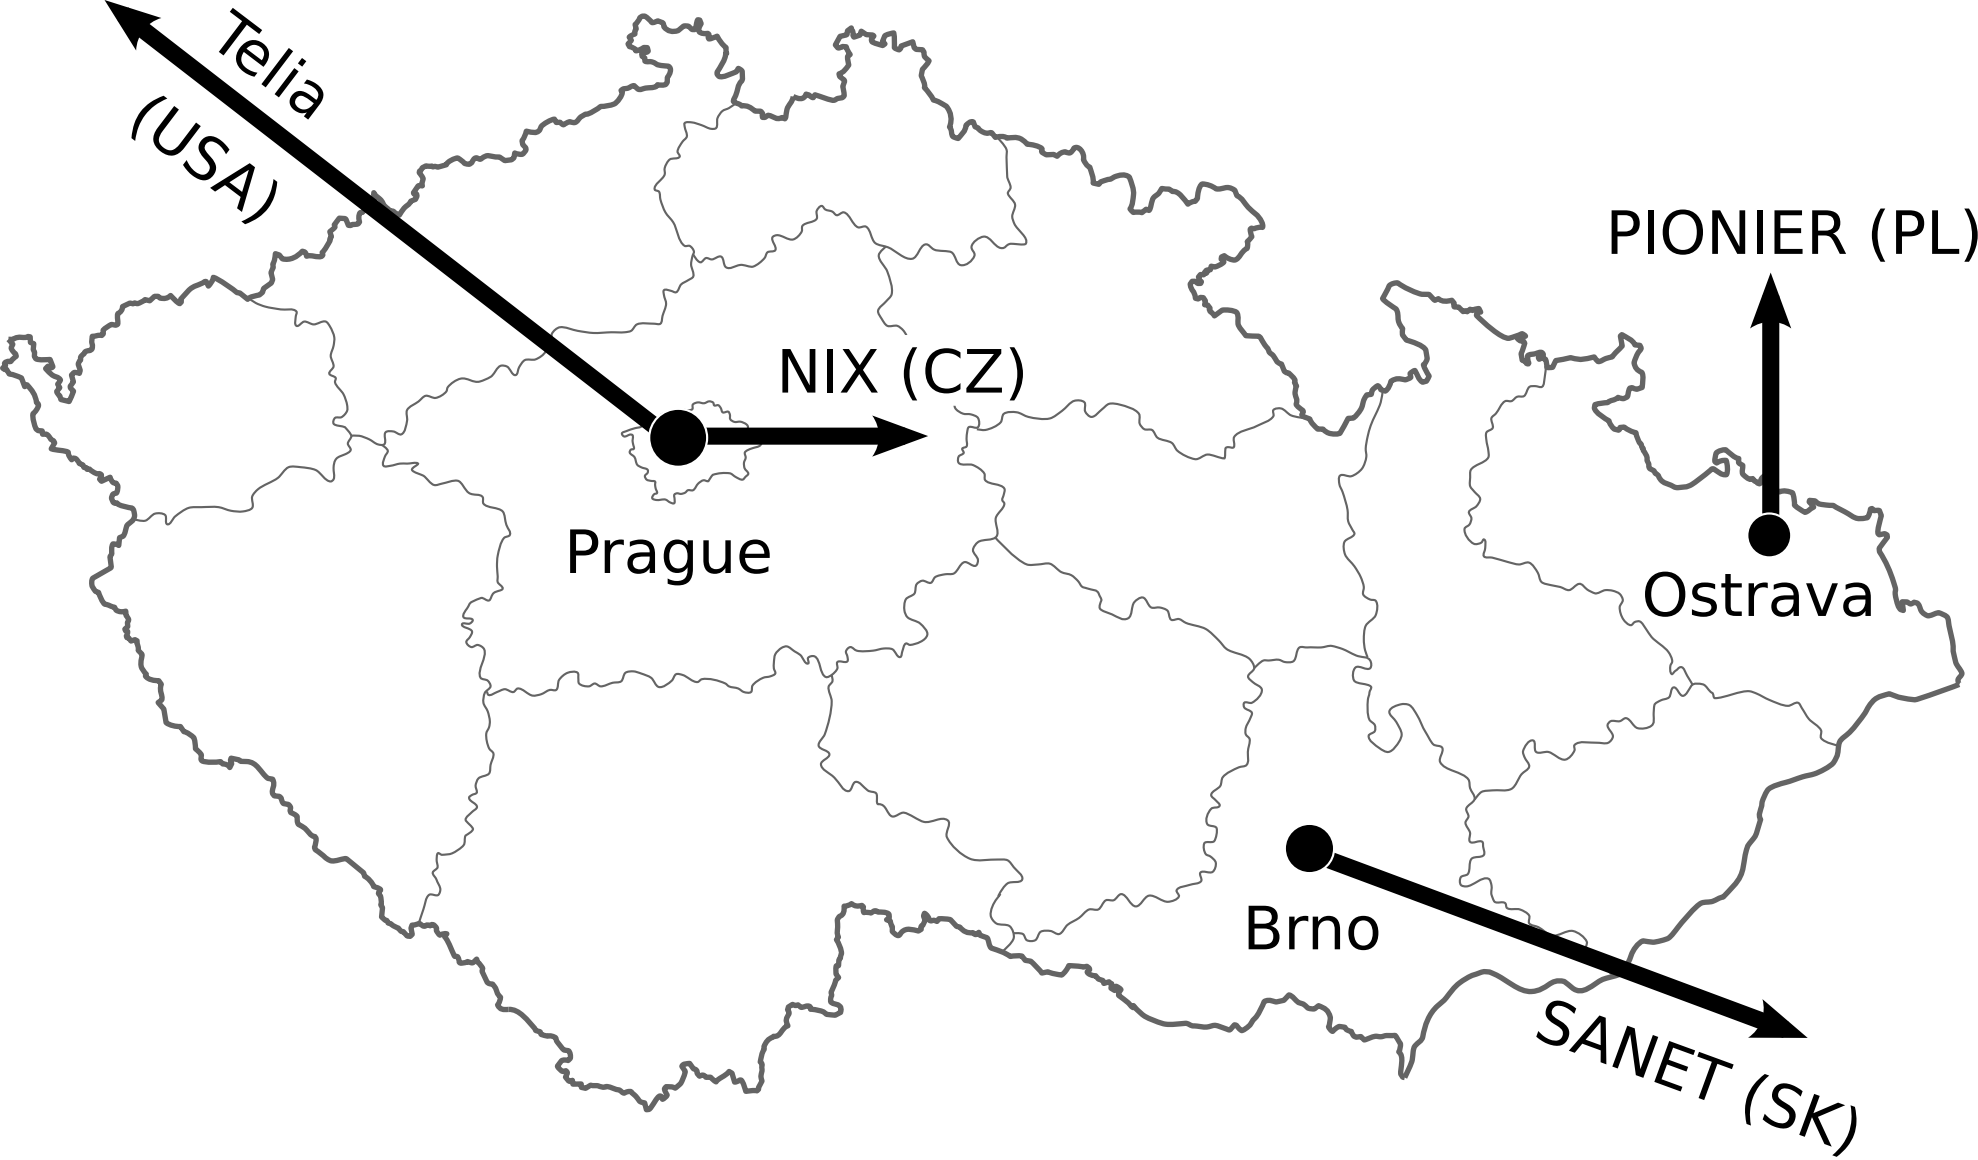 Telia
(USA)
PIONIER (PL)
NIX (CZ)
Prague
Ostrava
Brno
SANET (SK)